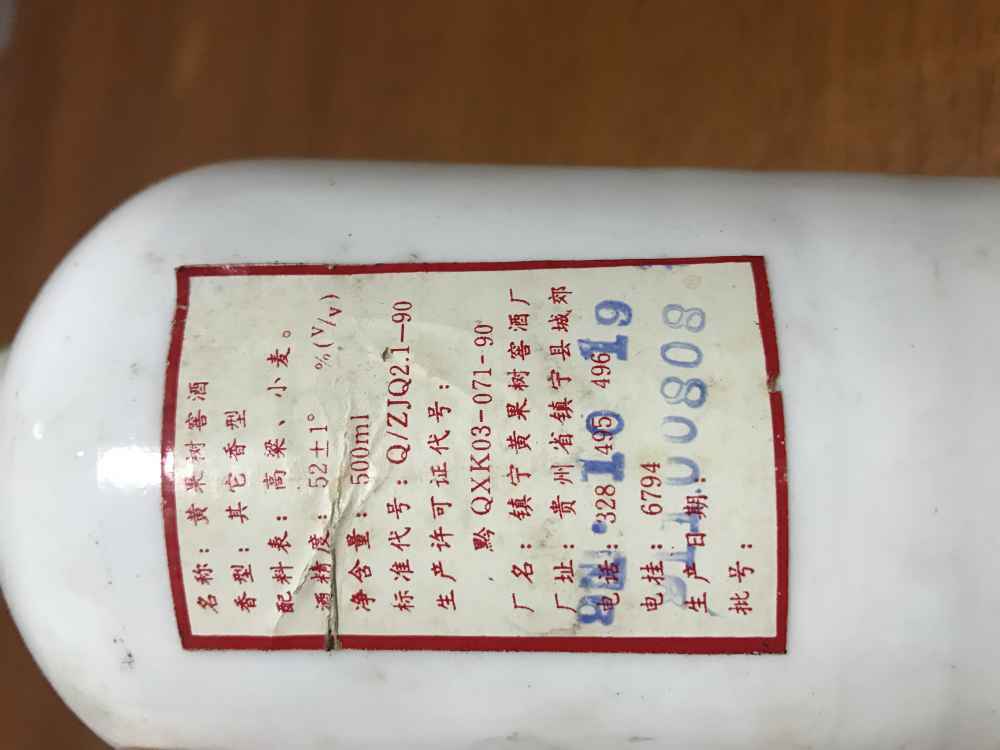 名称：黄果树窖酒
香型：其它香型
配料表：高粱、小麦。
酒精度：52±1° %(V/V)
净含量：500ml
标准代号：Q/ZJQ2.1—90
生产许可证代号：
黔QXK03-071-90
厂名：镇宁黄果树窖酒厂
厂址：贵州省镇宁县城郊
电话：328 495 496
电挂：6794
生产日期：
批号：